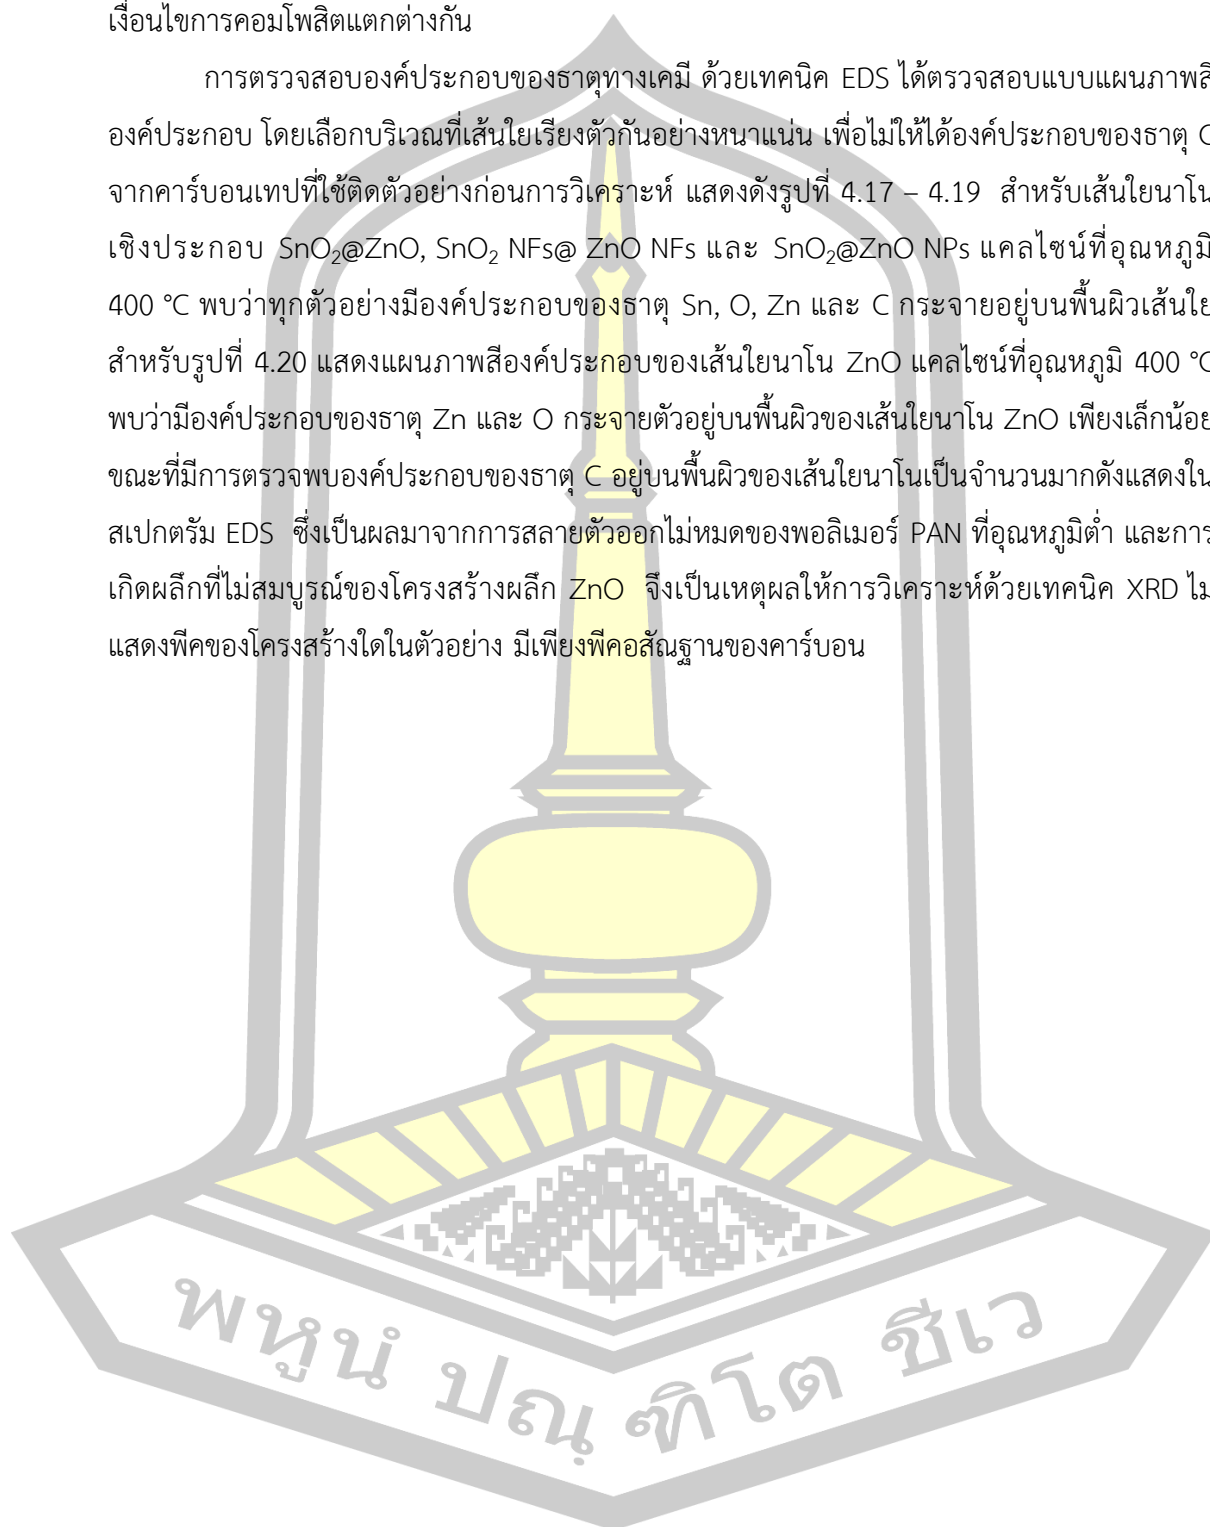 เงื่อนไขการคอมโพสิตแตกต่างกัน
การตรวจสอบองค์ประกอบของธาตุทางเคมี ด้วยเทคนิค EDS ได้ตรวจสอบแบบแผนภาพสี
องค์ประกอบ โดยเลือกบริเวณที่เส้นใยเรียงตัวกันอย่างหนาแน่น เพื่อไม่ให้ได้องค์ประกอบของธาตุ C
จากคาร์บอนเทปที่ใช้ติดตัวอย่างก่อนการวิเคราะห์ แสดงดังรูปที่ 4.17 – 4.19 สำหรับเส้นใยนาโน
เชิงประกอบ SnO₂@ZnO, SnO₂ NFs@ ZnO NFs และ SnO₂@ZnO NPs แคลไซน์ที่อุณหภูมิ
400 °C พบว่าทุกตัวอย่างมีองค์ประกอบของธาตุ Sn, O, Zn และ C กระจายอยู่บนพื้นผิวเส้นใย
สำหรับรูปที่ 4.20 แสดงแผนภาพสีองค์ประกอบของเส้นใยนาโน ZnO แคลไซน์ที่อุณหภูมิ 400 °C
พบว่ามีองค์ประกอบของธาตุ Zn และ O กระจายตัวอยู่บนพื้นผิวของเส้นใยนาโน ZnO เพียงเล็กน้อย
ขณะที่มีการตรวจพบองค์ประกอบของธาตุ C อยู่บนพื้นผิวของเส้นใยนาโนเป็นจำนวนมากดังแสดงใน
สเปกตรัม EDS ซึ่งเป็นผลมาจากการสลายตัวออกไม่หมดของพอลิเมอร์ PAN ที่อุณหภูมิต่ำ และการ
เกิดผลึกที่ไม่สมบูรณ์ของโครงสร้างผลึก ZnO จึงเป็นเหตุผลให้การวิเคราะห์ด้วยเทคนิค XRD ไม
แสดงพีคของโครงสร้างใดในตัวอย่าง มีเพียงพีคอสัณฐานของคาร์บอน
พหูนํ ปณฺฑิโต ชีเว